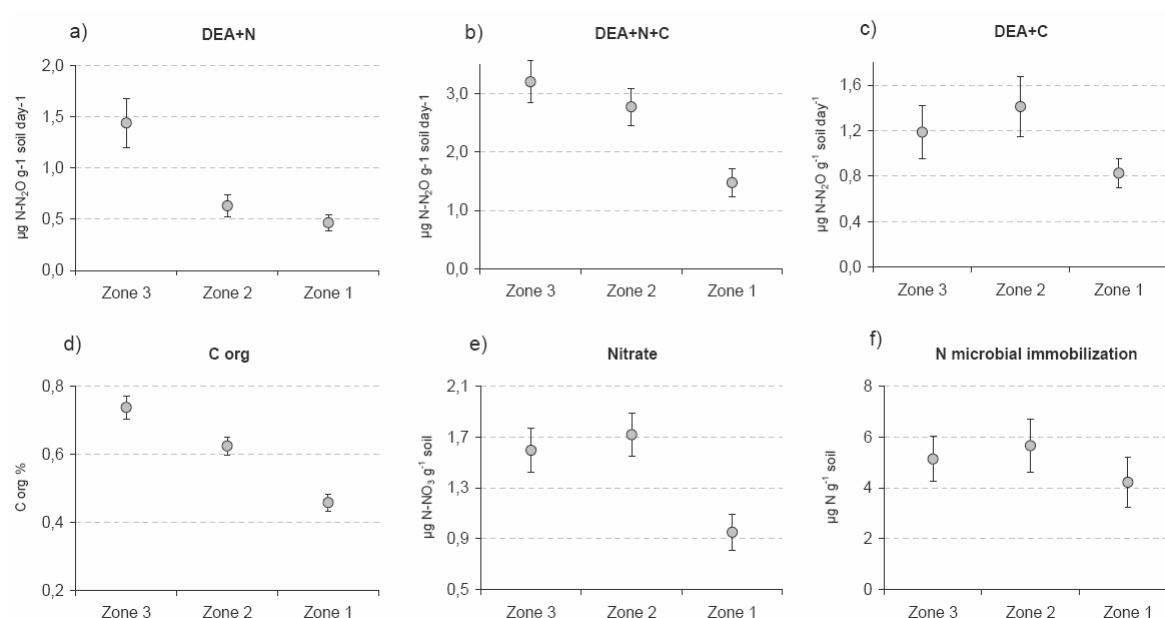 a)
DEA+N
µg N-N₂O g-1 soil day-1
2,0
1,5
1,0
0,5
0,0
Zone 3 Zone 2 Zone 1
b)
DEA+N+C
µg N-N₂O g-1 soil day-1
3,0
2,0
1,0
0,0
Zone 3 Zone 2 Zone 1
c)
DEA+C
µg N-N₂O g⁻¹ soil day⁻¹
1,6
1,2
0,8
0,4
0,0
Zone 3 Zone 2 Zone 1
d)
C org
C org %
0,8
0,6
0,4
0,2
Zone 3 Zone 2 Zone 1
e)
Nitrate
µg N-NO₃ g⁻¹ soil
2,1
1,7
1,3
0,9
0,5
Zone 3 Zone 2 Zone 1
f)
N microbial immobilization
µg N g⁻¹ soil
8
6
4
2
0
Zone 3 Zone 2 Zone 1